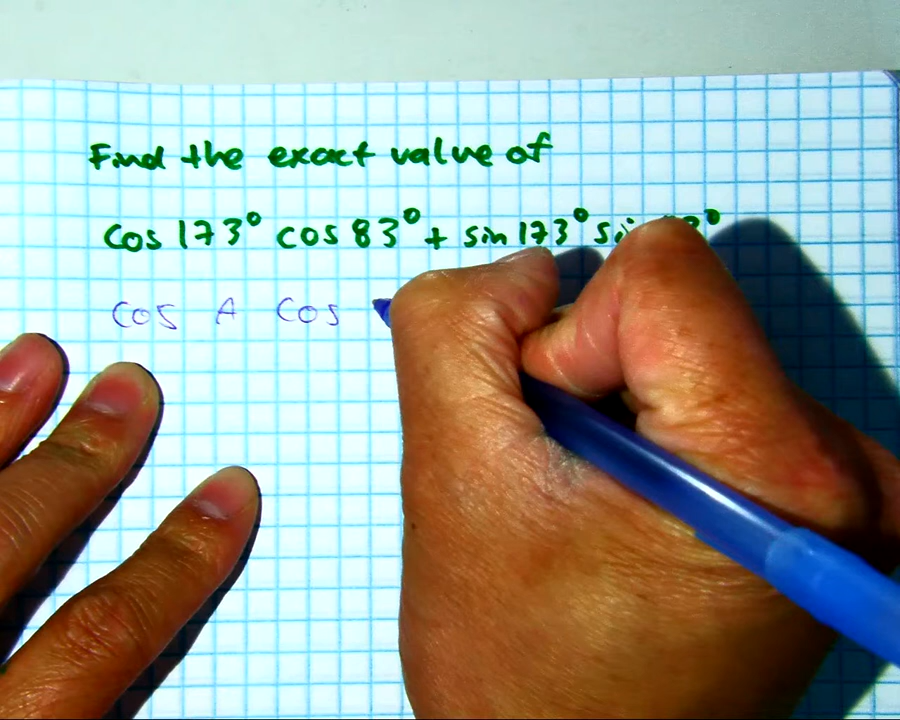 Find the exact value of
cos 173° cos 83° + sin 173°
cos A cos